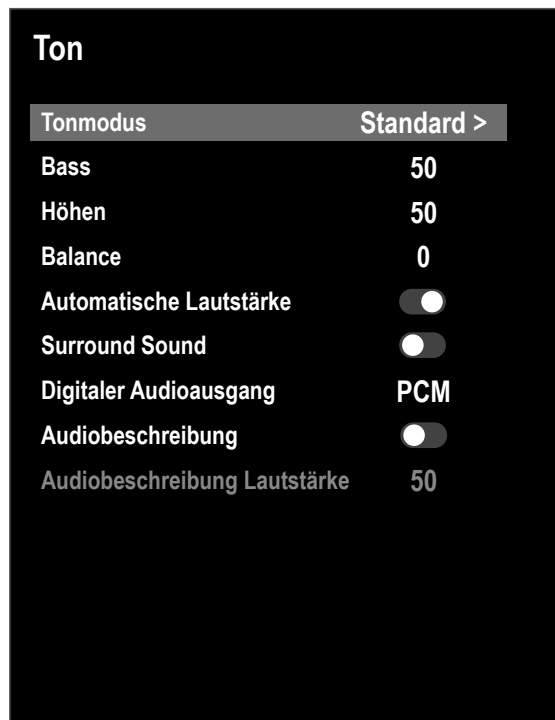 Ton
Tonmodus Standard >
Bass 50
Höhen 50
Balance 0
Automatische Lautstärke
Surround Sound
Digitaler Audioausgang PCM
Audiobeschreibung
Audiobeschreibung Lautstärke 50